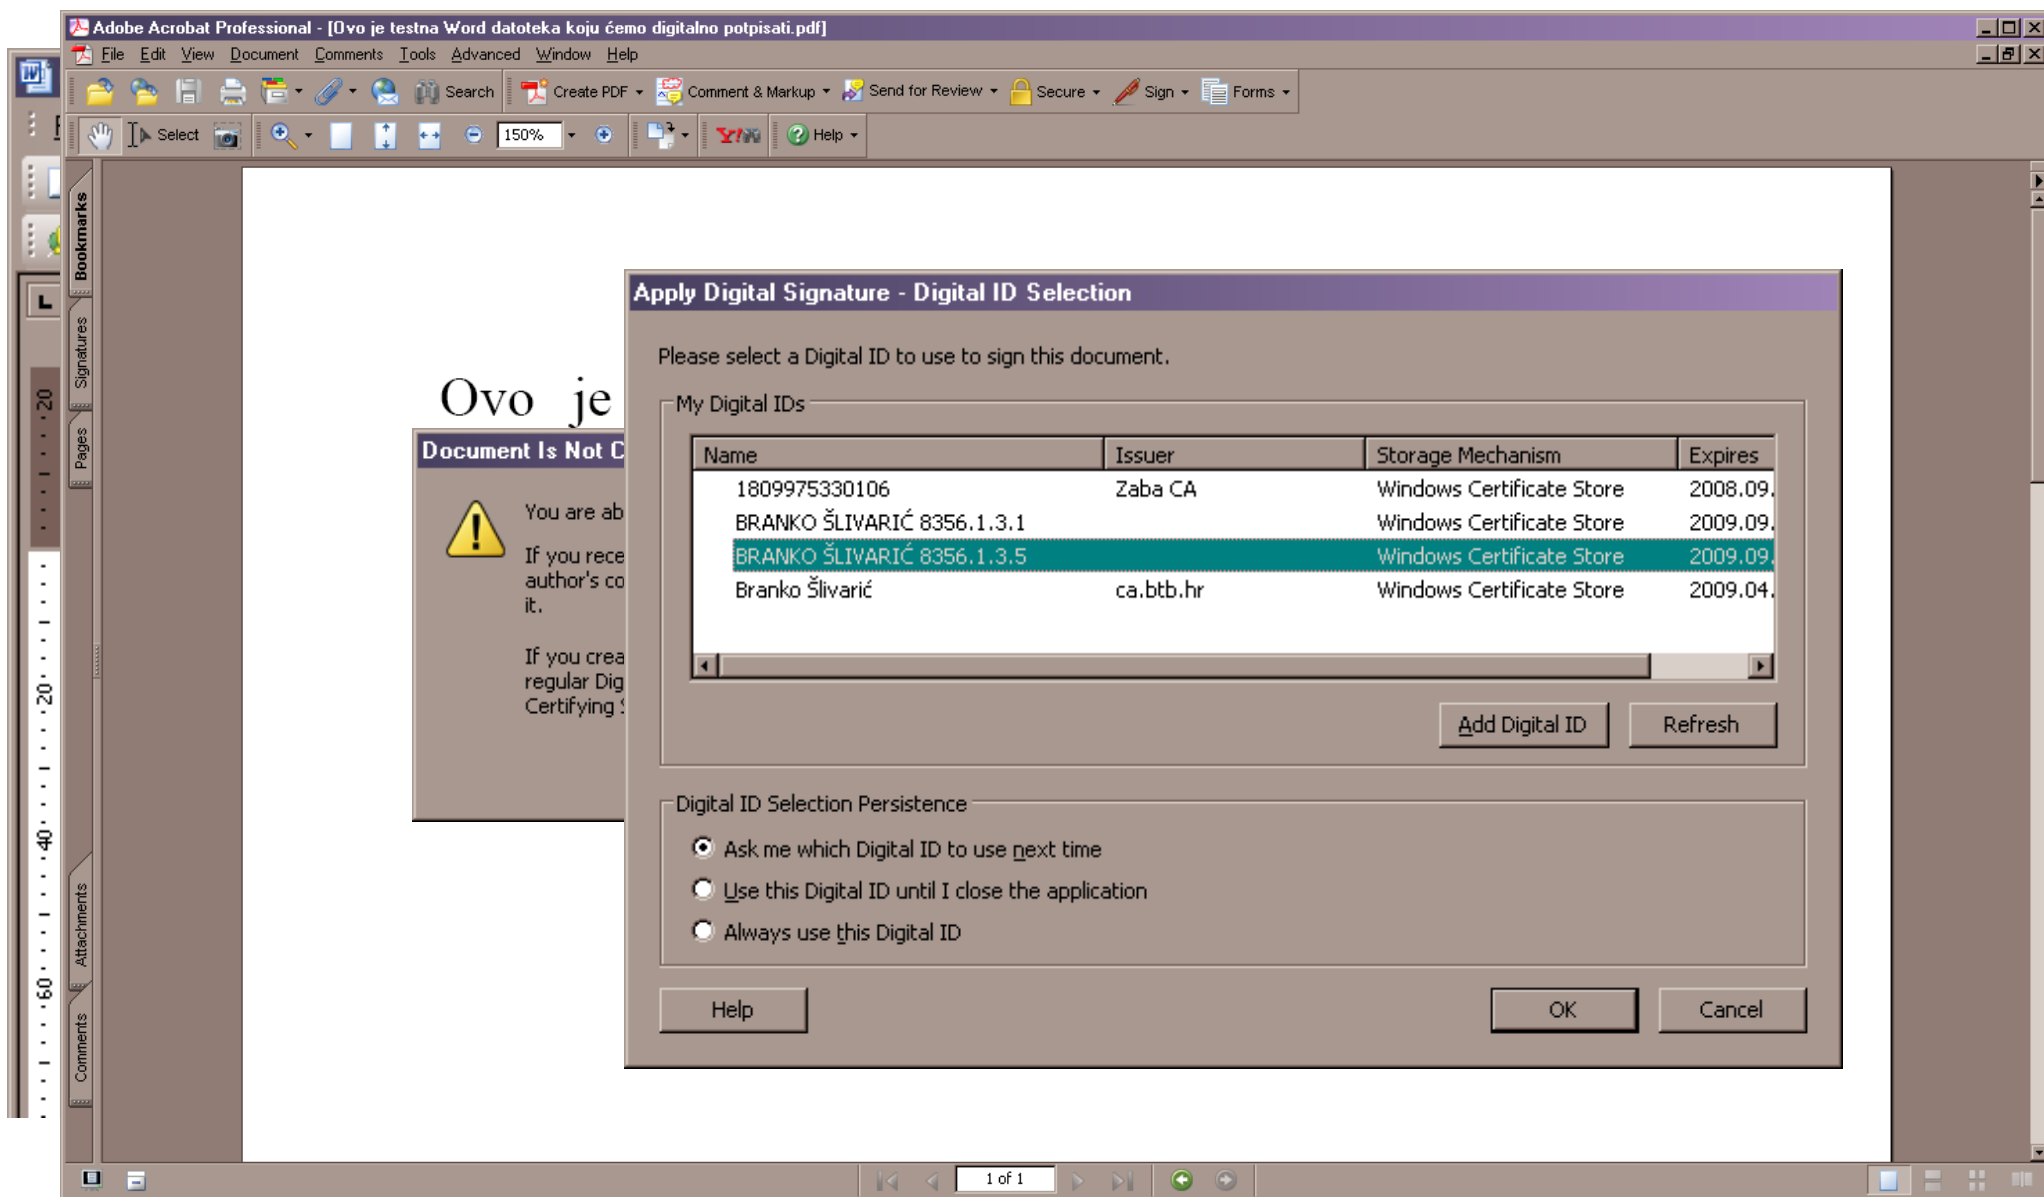 Adobe Acrobat Professional - [Ovo je testna Word datoteka koju ćemo digitalno potpisati.pdf]
File Edit View Document Comments Tools Advanced Window Help
Search Create PDF Comment & Markup Send for Review Secure Sign Forms
Select 150% Y! Help
Bookmarks
Signatures
Pages
Attachments
Comments
20
20
40
60
Ovo je
Document Is Not C
You are ab
If you rece
author's co
it.
If you crea
regular Dig
Certifying
Apply Digital Signature - Digital ID Selection
Please select a Digital ID to use to sign this document.
My Digital IDs
Name Issuer Storage Mechanism Expires
1809975330106 Zaba CA Windows Certificate Store 2008.09.
BRANKO ŠLIVARIĆ 8356.1.3.1 Windows Certificate Store 2009.09.
BRANKO ŠLIVARIĆ 8356.1.3.5 Windows Certificate Store 2009.09.
Branko Šlivarić ca.btb.hr Windows Certificate Store 2009.04.
Add Digital ID Refresh
Digital ID Selection Persistence
Ask me which Digital ID to use next time
Use this Digital ID until I close the application
Always use this Digital ID
Help OK Cancel
1 of 1